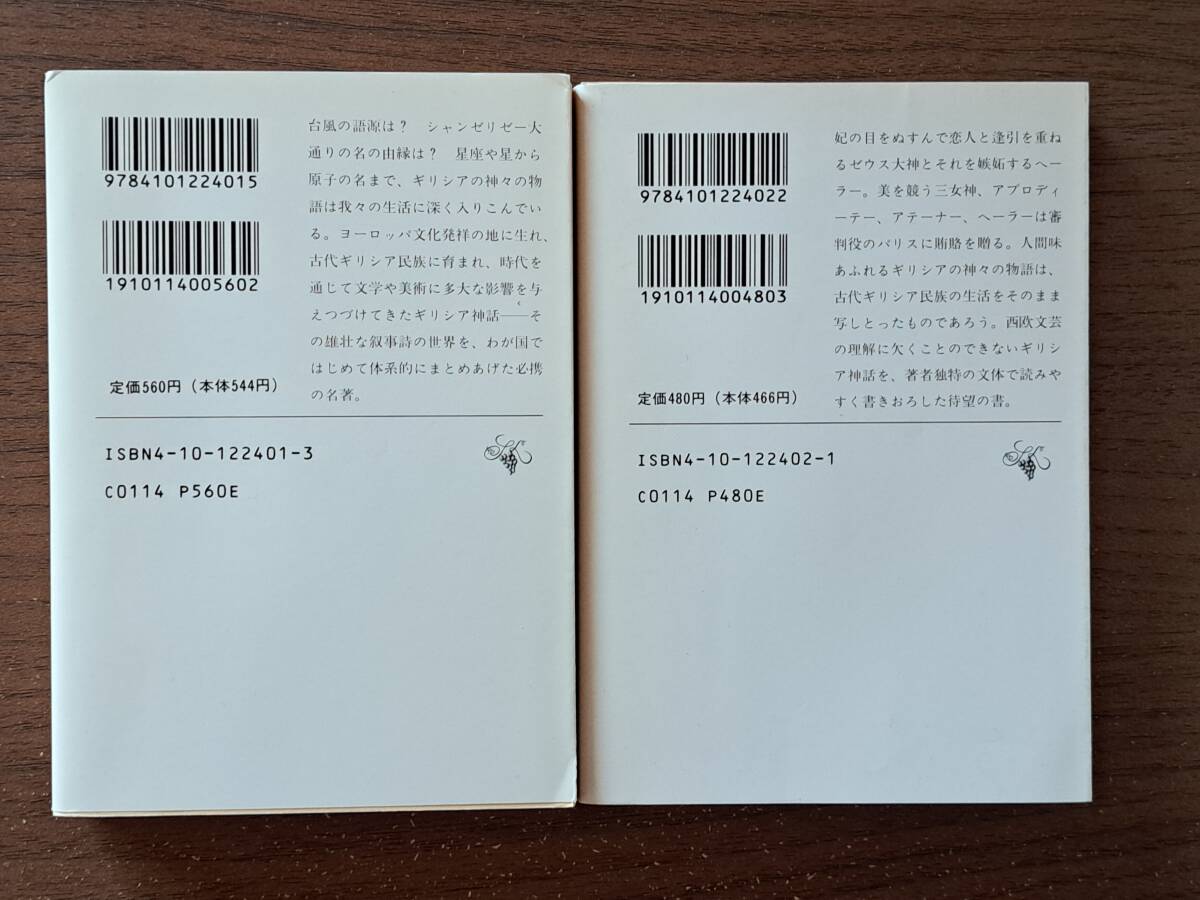 9784101224015
1910114005602
台風の語源は? シャンゼリゼー大
通りの名の由縁は? 星座や星から
原子の名まで、ギリシアの神々の物
語は我々の生活に深く入りこんでい
る。ヨーロッパ文化発祥の地に生れ、
古代ギリシア民族に育まれ、時代を
通じて文学や美術に多大な影響を与
えつづけてきたギリシア神話──そ
の雄壮な叙事詩の世界を、わが国で
はじめて体系的にまとめあげた必携
の名著。
定価560円(本体544円)
ISBN4-10-122401-3
C0114 P560E
9784101224022
1910114004803
妃の目をぬすんで恋人と逢引を重ね
るゼウス大神とそれを嫉妬するヘー
ラー。美を競う三女神、アプロディ
ーテー、アテーナー、ヘーラーは審
判役のパリスに賄賂を贈る。人間味
あふれるギリシアの神々の物語は、
古代ギリシア民族の生活をそのまま
写しとったものであろう。西欧文芸
の理解に欠くことのできないギリシ
ア神話を、著者独特の文体で読みや
すく書きおろした待望の書。
定価480円(本体466円)
ISBN4-10-122402-1
C0114 P480E